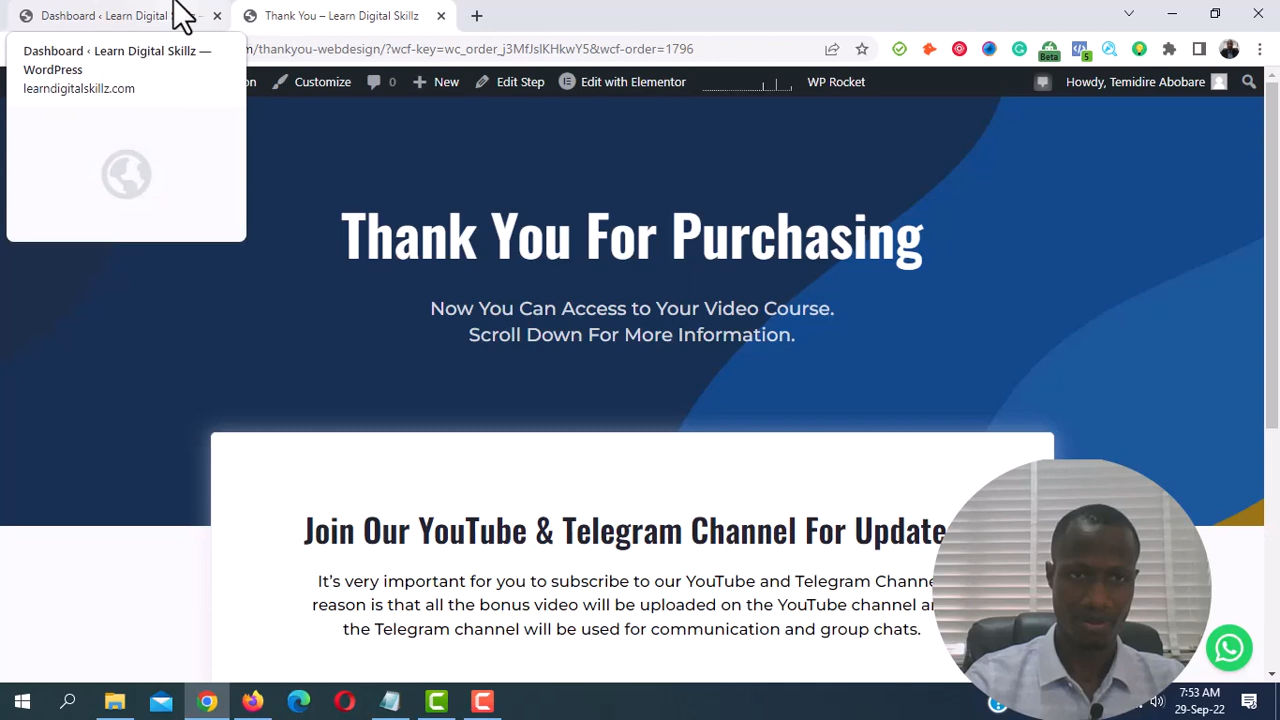 Dashboard ‹ Learn Digital
Thank You – Learn Digital Skillz
Dashboard ‹ Learn Digital Skillz —
WordPress
learndigitalskillz.com
m/thankyou-webdesign/?wcf-key=wc_order_j3MfJslKHkwY5&wcf-order=1796
Beta
5
on
Customize
0
New
Edit Step
Edit with Elementor
WP Rocket
Howdy, Temidire Abobare
Thank You For Purchasing
Now You Can Access to Your Video Course.
Scroll Down For More Information.
Join Our YouTube & Telegram Channel For Update
It’s very important for you to subscribe to our YouTube and Telegram Channe
reason is that all the bonus video will be uploaded on the YouTube channel a
the Telegram channel will be used for communication and group chats.
7:53 AM
29-Sep-22